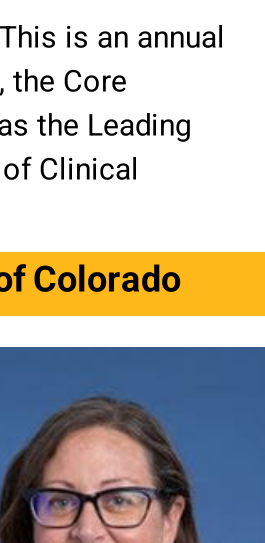 This is an annual
, the Core
as the Leading
of Clinical
of Colorado